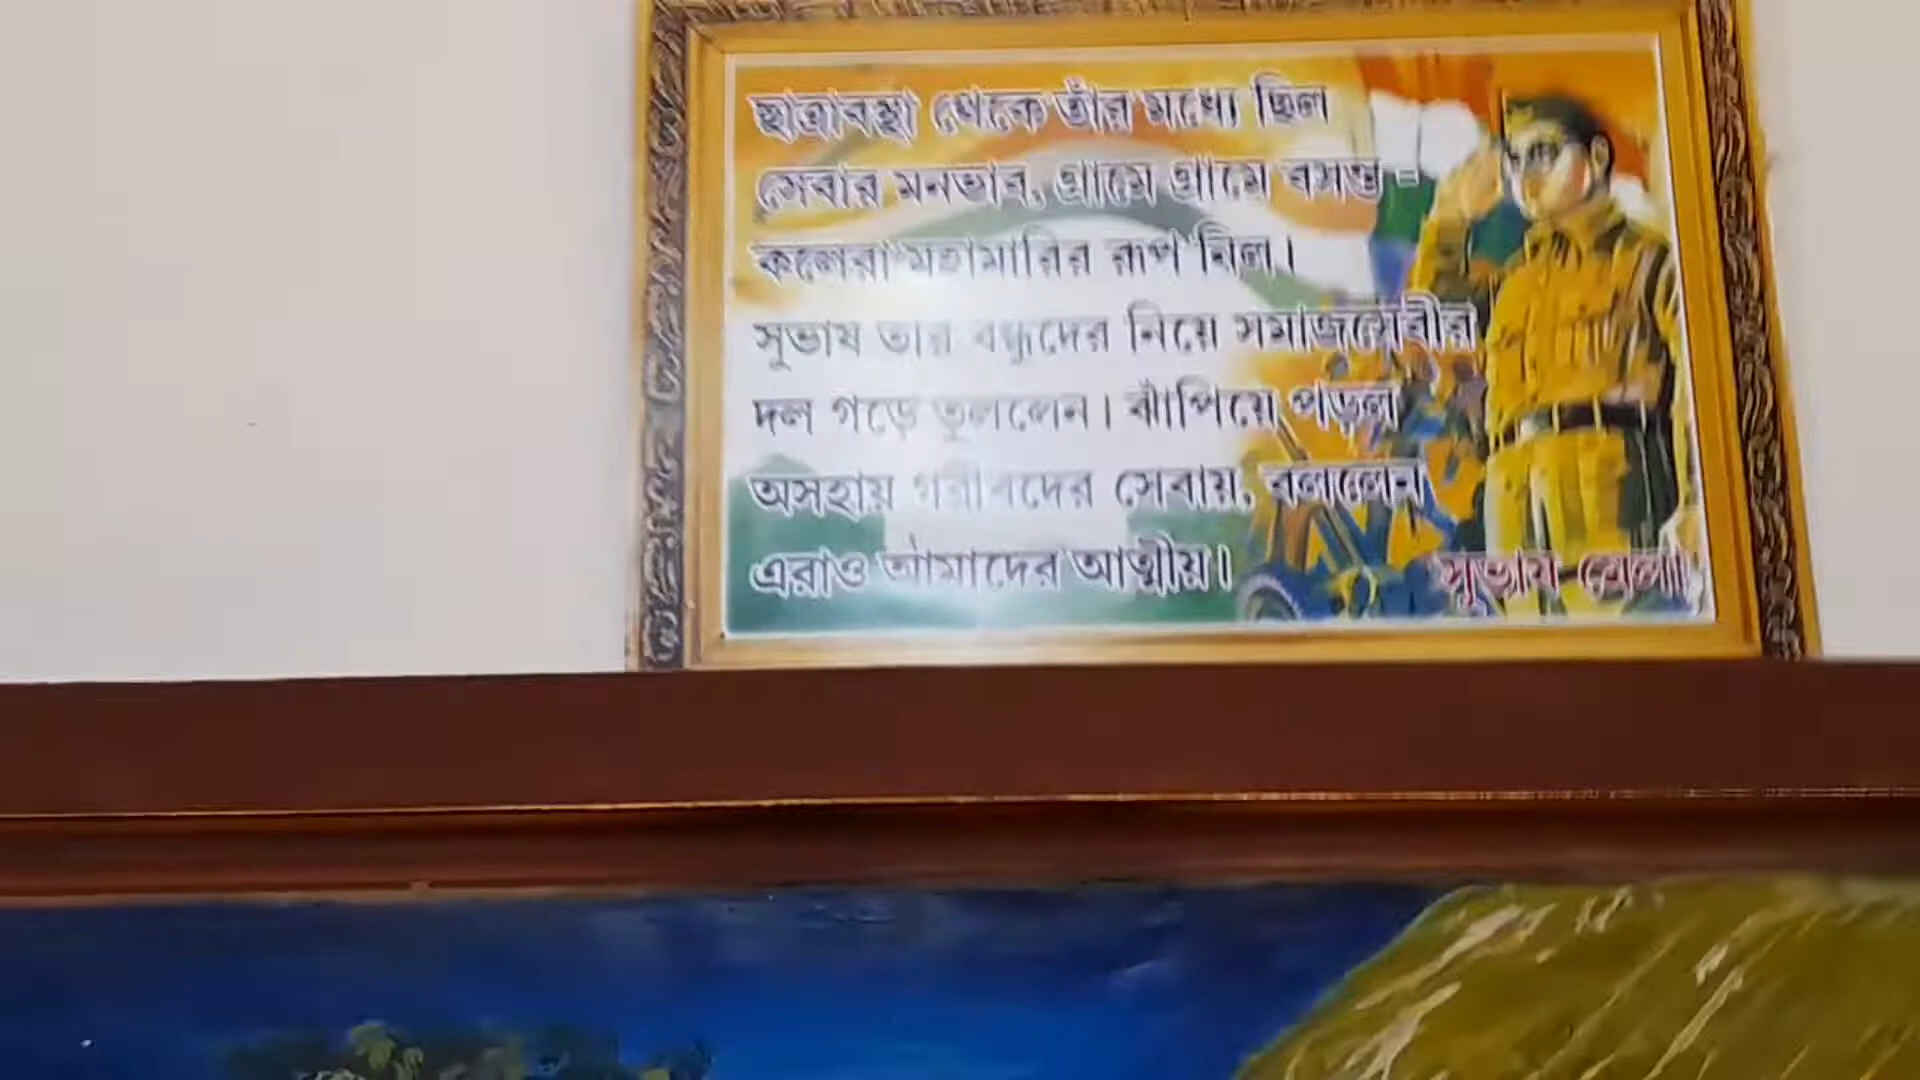 ছাত্রাবস্থা থেকে তাঁর মধ্যে ছিল
সেবার মনভাব, গ্রামে গ্রামে বসন্ত -
কলেরা মহামারির রূপ নিল।
সুভাষ তার বন্ধুদের নিয়ে সমাজসেবীর
দল গড়ে তুললেন। ঝাঁপিয়ে পড়ল
অসহায় গরীবদের সেবায়, বললেন
এরাও আমাদের আত্মীয়।
সুভাষ মেলা